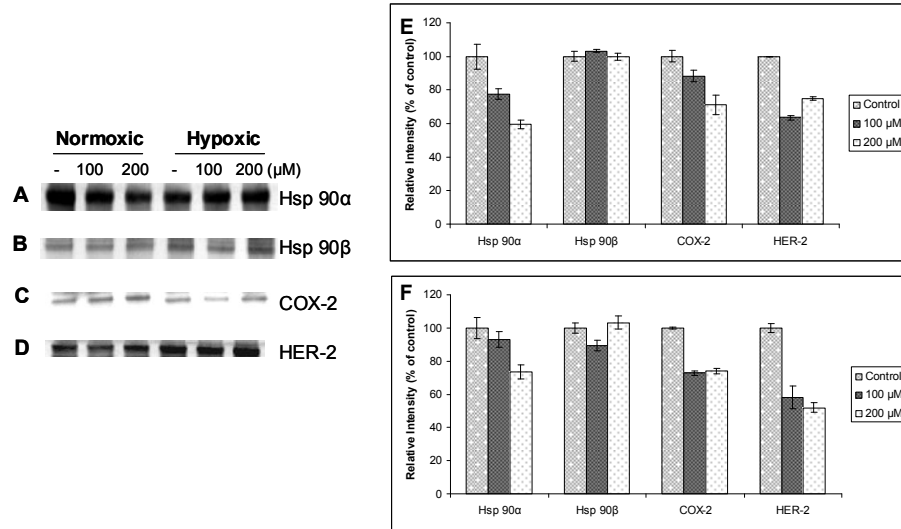 Normoxic Hypoxic
- 100 200 - 100 200 (µM)
A Hsp 90α
B Hsp 90β
C COX-2
D HER-2
E
Relative Intensity (% of control)
120
100
80
60
40
20
0
Hsp 90α Hsp 90β COX-2 HER-2
Control
100 µM
200 µM
F
Relative Intensity (% of control)
120
100
80
60
40
20
0
Hsp 90α Hsp 90β COX-2 HER-2
Control
100 µM
200 µM